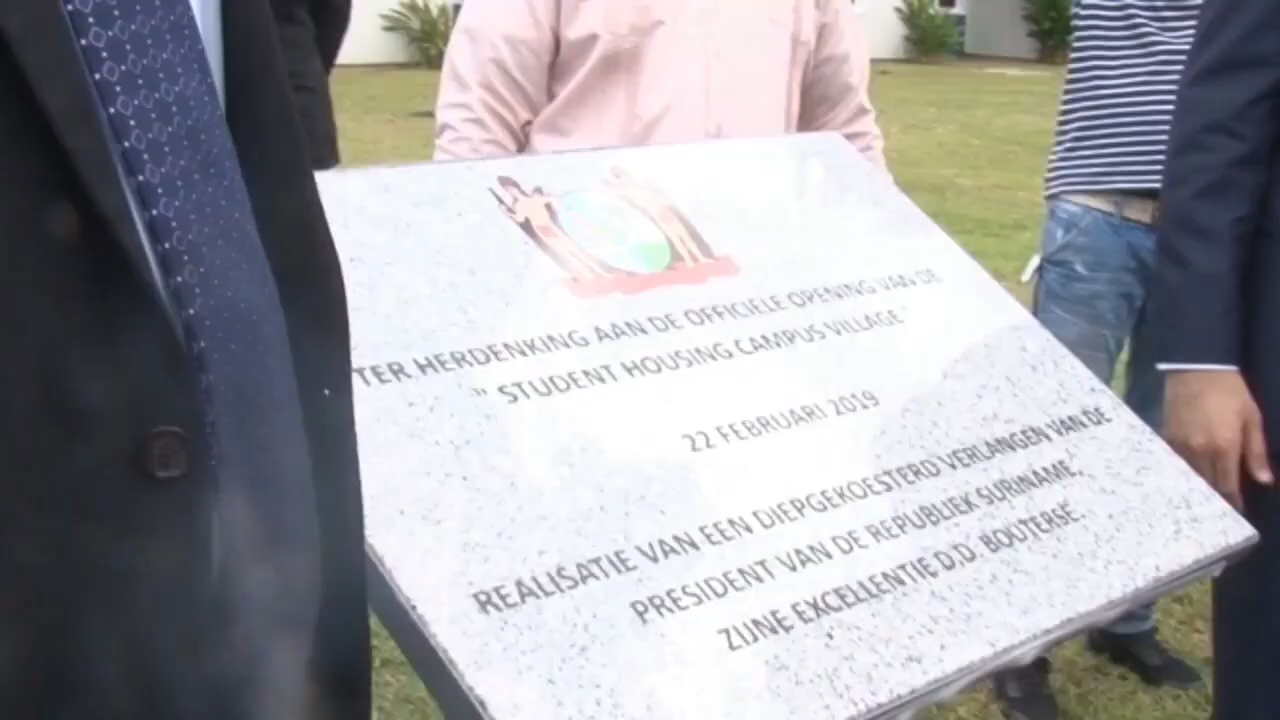 TER HERDENKING AAN DE OFFICIËLE OPENING VAN DE
" STUDENT HOUSING CAMPUS VILLAGE"
22 FEBRUARI 2019
REALISATIE VAN EEN DIEPGEKOESTERD VERLANGEN VAN DE
PRESIDENT VAN DE REPUBLIEK SURINAME,
ZIJNE EXCELLENTIE D.D. BOUTERSE.